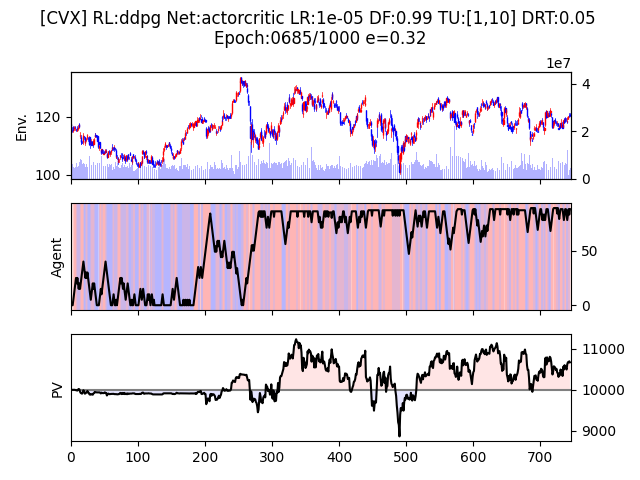 [CVX] RL:ddpg Net:actorcritic LR:1e-05 DF:0.99 TU:[1,10] DRT:0.05
Epoch:0685/1000 e=0.32
1e7
Env.
120
100
4
2
0
Agent
50
0
PV
11000
10000
9000
0 100 200 300 400 500 600 700